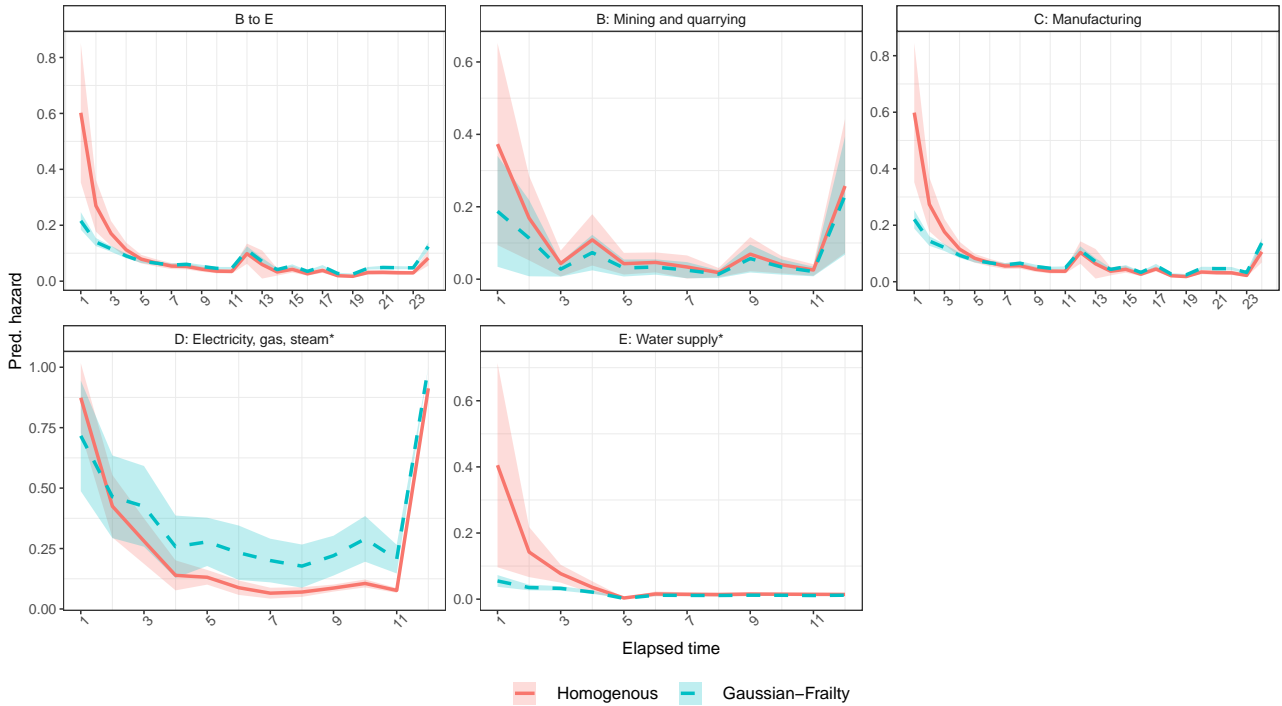 B to E
B: Mining and quarrying
C: Manufacturing
0.8
0.6
0.4
0.2
0.0
1 3 5 7 9 11 13 15 17 19 21 23
0.6
0.4
0.2
0.0
1 3 5 7 9 11
0.8
0.6
0.4
0.2
0.0
1 3 5 7 9 11 13 15 17 19 21 23
Pred. hazard
D: Electricity, gas, steam*
E: Water supply*
1.00
0.75
0.50
0.25
0.00
1 3 5 7 9 11
0.6
0.4
0.2
0.0
1 3 5 7 9 11
Elapsed time
Homogenous Gaussian−Frailty